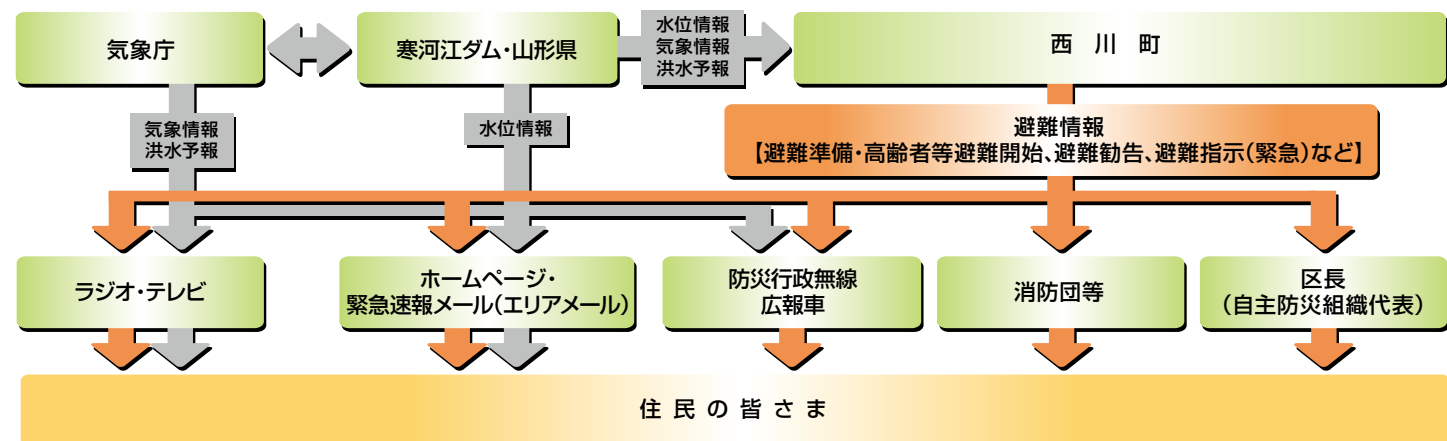 気象庁
寒河江ダム・山形県
水位情報
気象情報
洪水予報
西川町
気象情報
洪水予報
水位情報
避難情報
【避難準備・高齢者等避難開始、避難勧告、避難指示(緊急)など】
ラジオ・テレビ
ホームページ・
緊急速報メール(エリアメール)
防災行政無線
広報車
消防団等
区長
(自主防災組織代表)
住民の皆さま